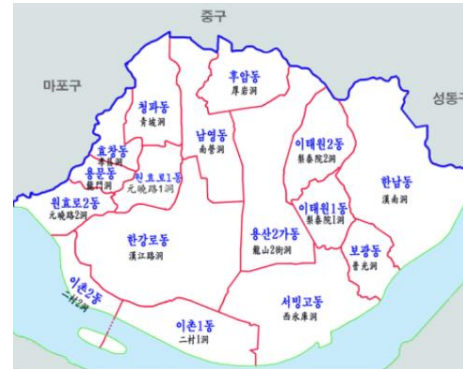 중구
마포구
성동구
후암동
厚岩洞
청파동
靑坡洞
남영동
南營洞
이태원2동
梨泰院2洞
효창동
용문동
龍門洞
원효로1동
元曉路1洞
한남동
漢南洞
원효로2동
元曉路2洞
이태원1동
梨泰院1洞
용산2가동
龍山2街洞
한강로동
漢江路洞
보광동
普光洞
이촌2동
二村2洞
서빙고동
西氷庫洞
이촌1동
二村1洞